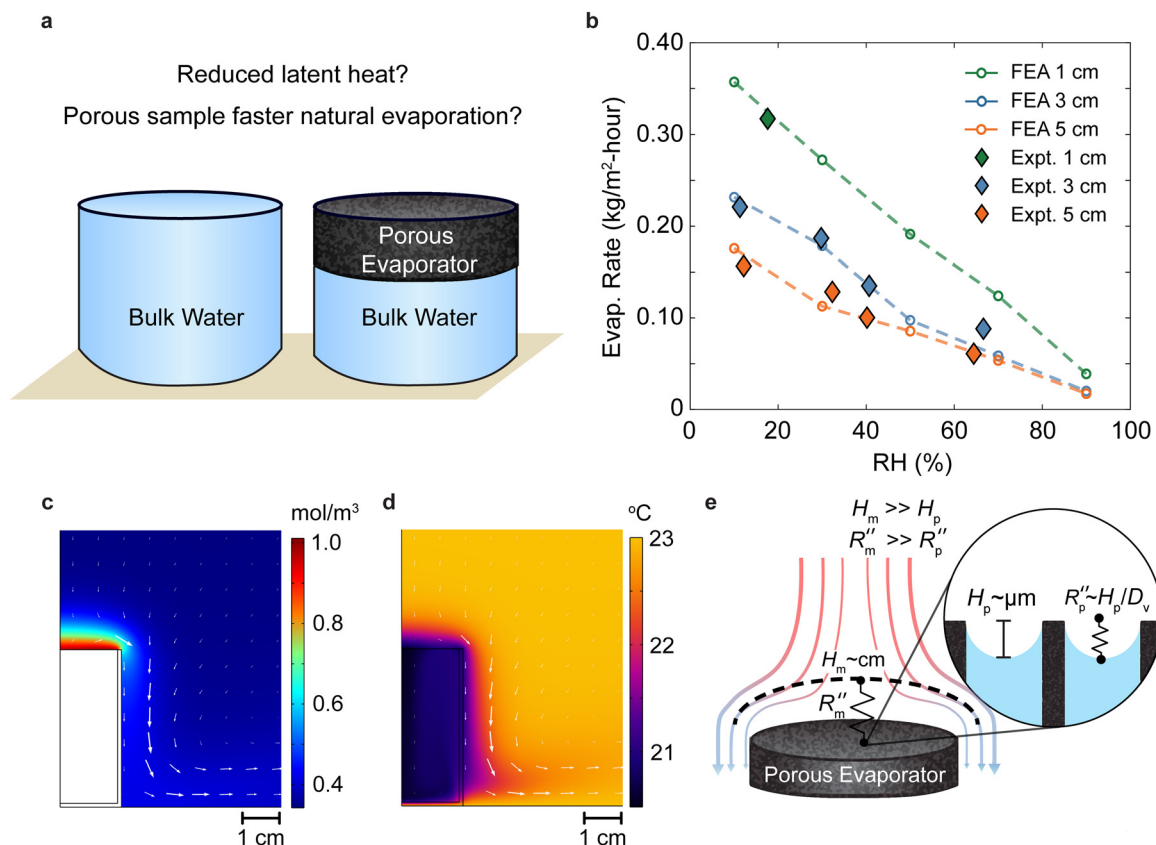 a
Reduced latent heat?
Porous sample faster natural evaporation?
Bulk Water
Porous
Evaporator
Bulk Water
b
Evap. Rate (kg/m²-hour)
0.40
0.30
0.20
0.10
0
0 20 40 60 80 100
RH (%)
FEA 1 cm
FEA 3 cm
FEA 5 cm
Expt. 1 cm
Expt. 3 cm
Expt. 5 cm
c
mol/m³
1.0
0.8
0.6
0.4
1 cm
d
ºC
23
22
21
1 cm
e
Hm >> Hp
R″m >> R″p
Hm~cm
R″m
Hp~μm
R″p~Hp/Dv
Porous Evaporator